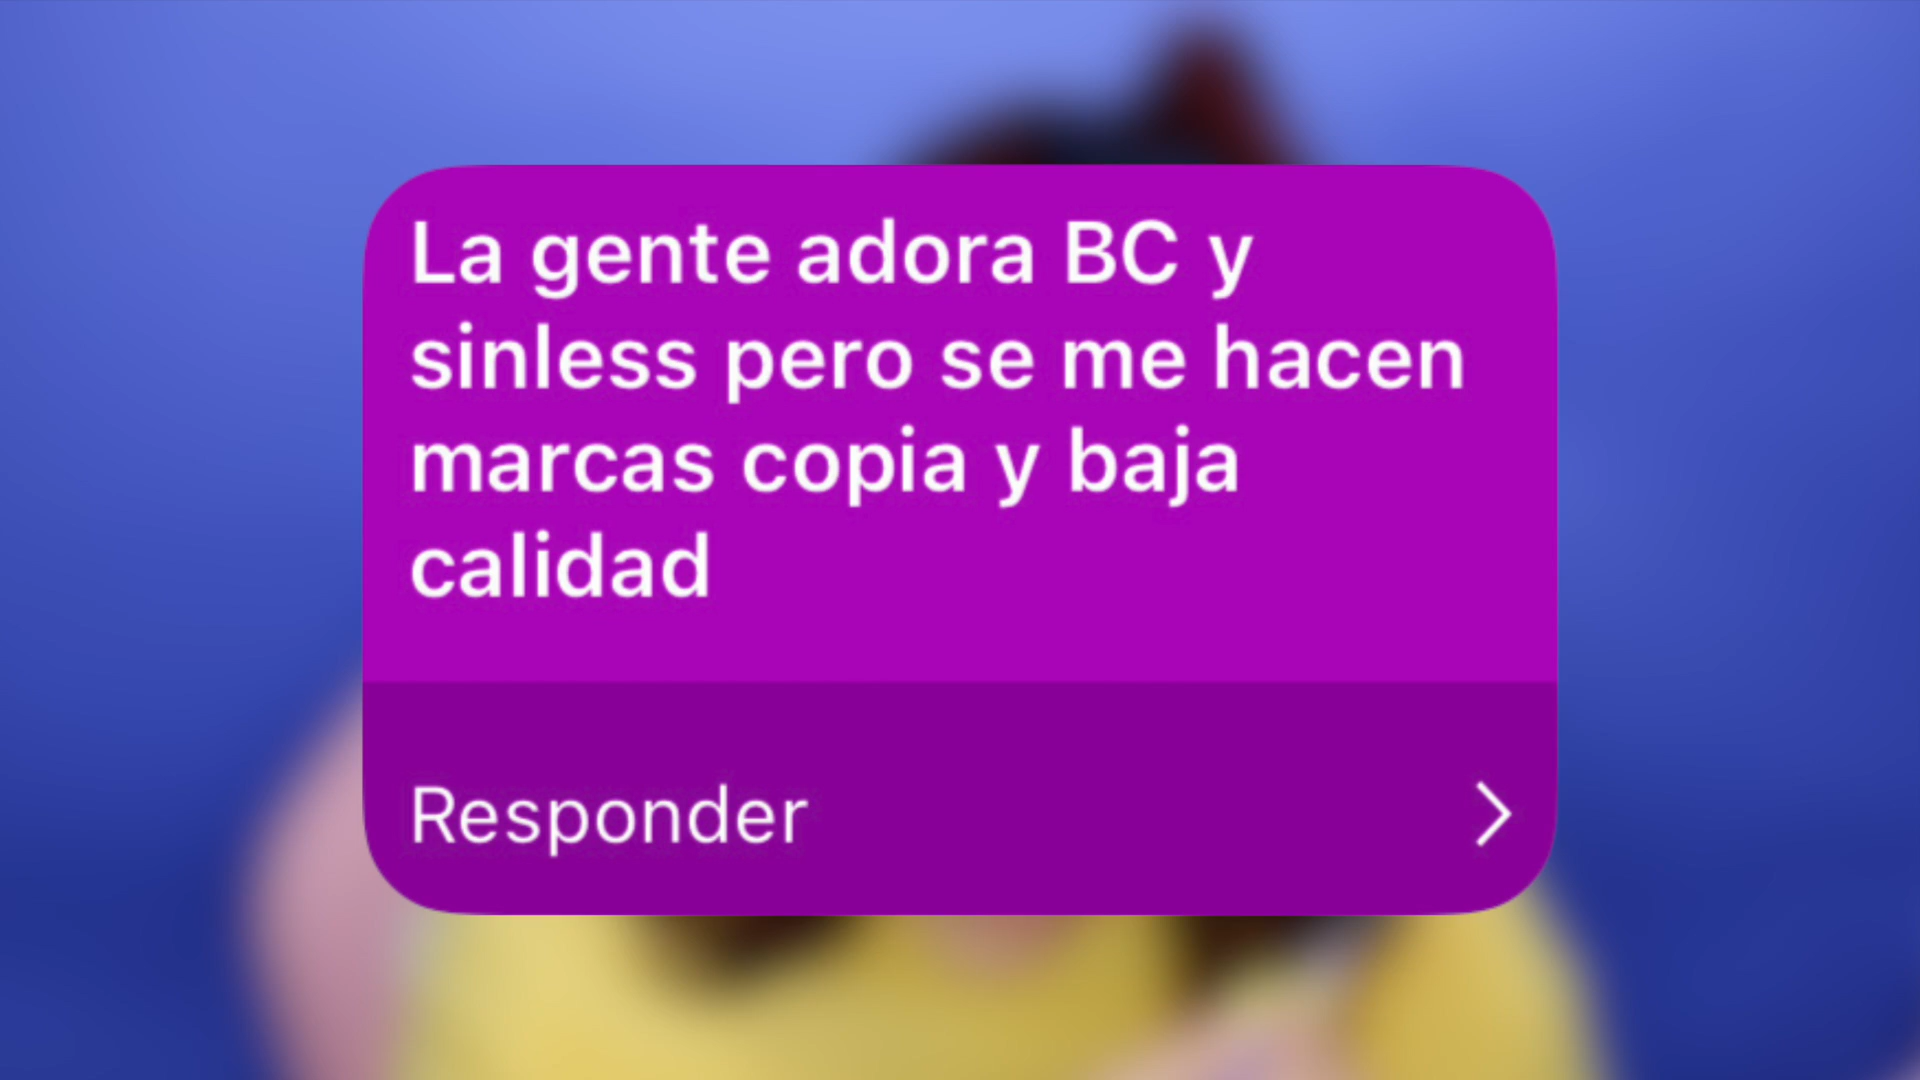 La gente adora BC y
sinless pero se me hacen
marcas copia y baja
calidad
Responder